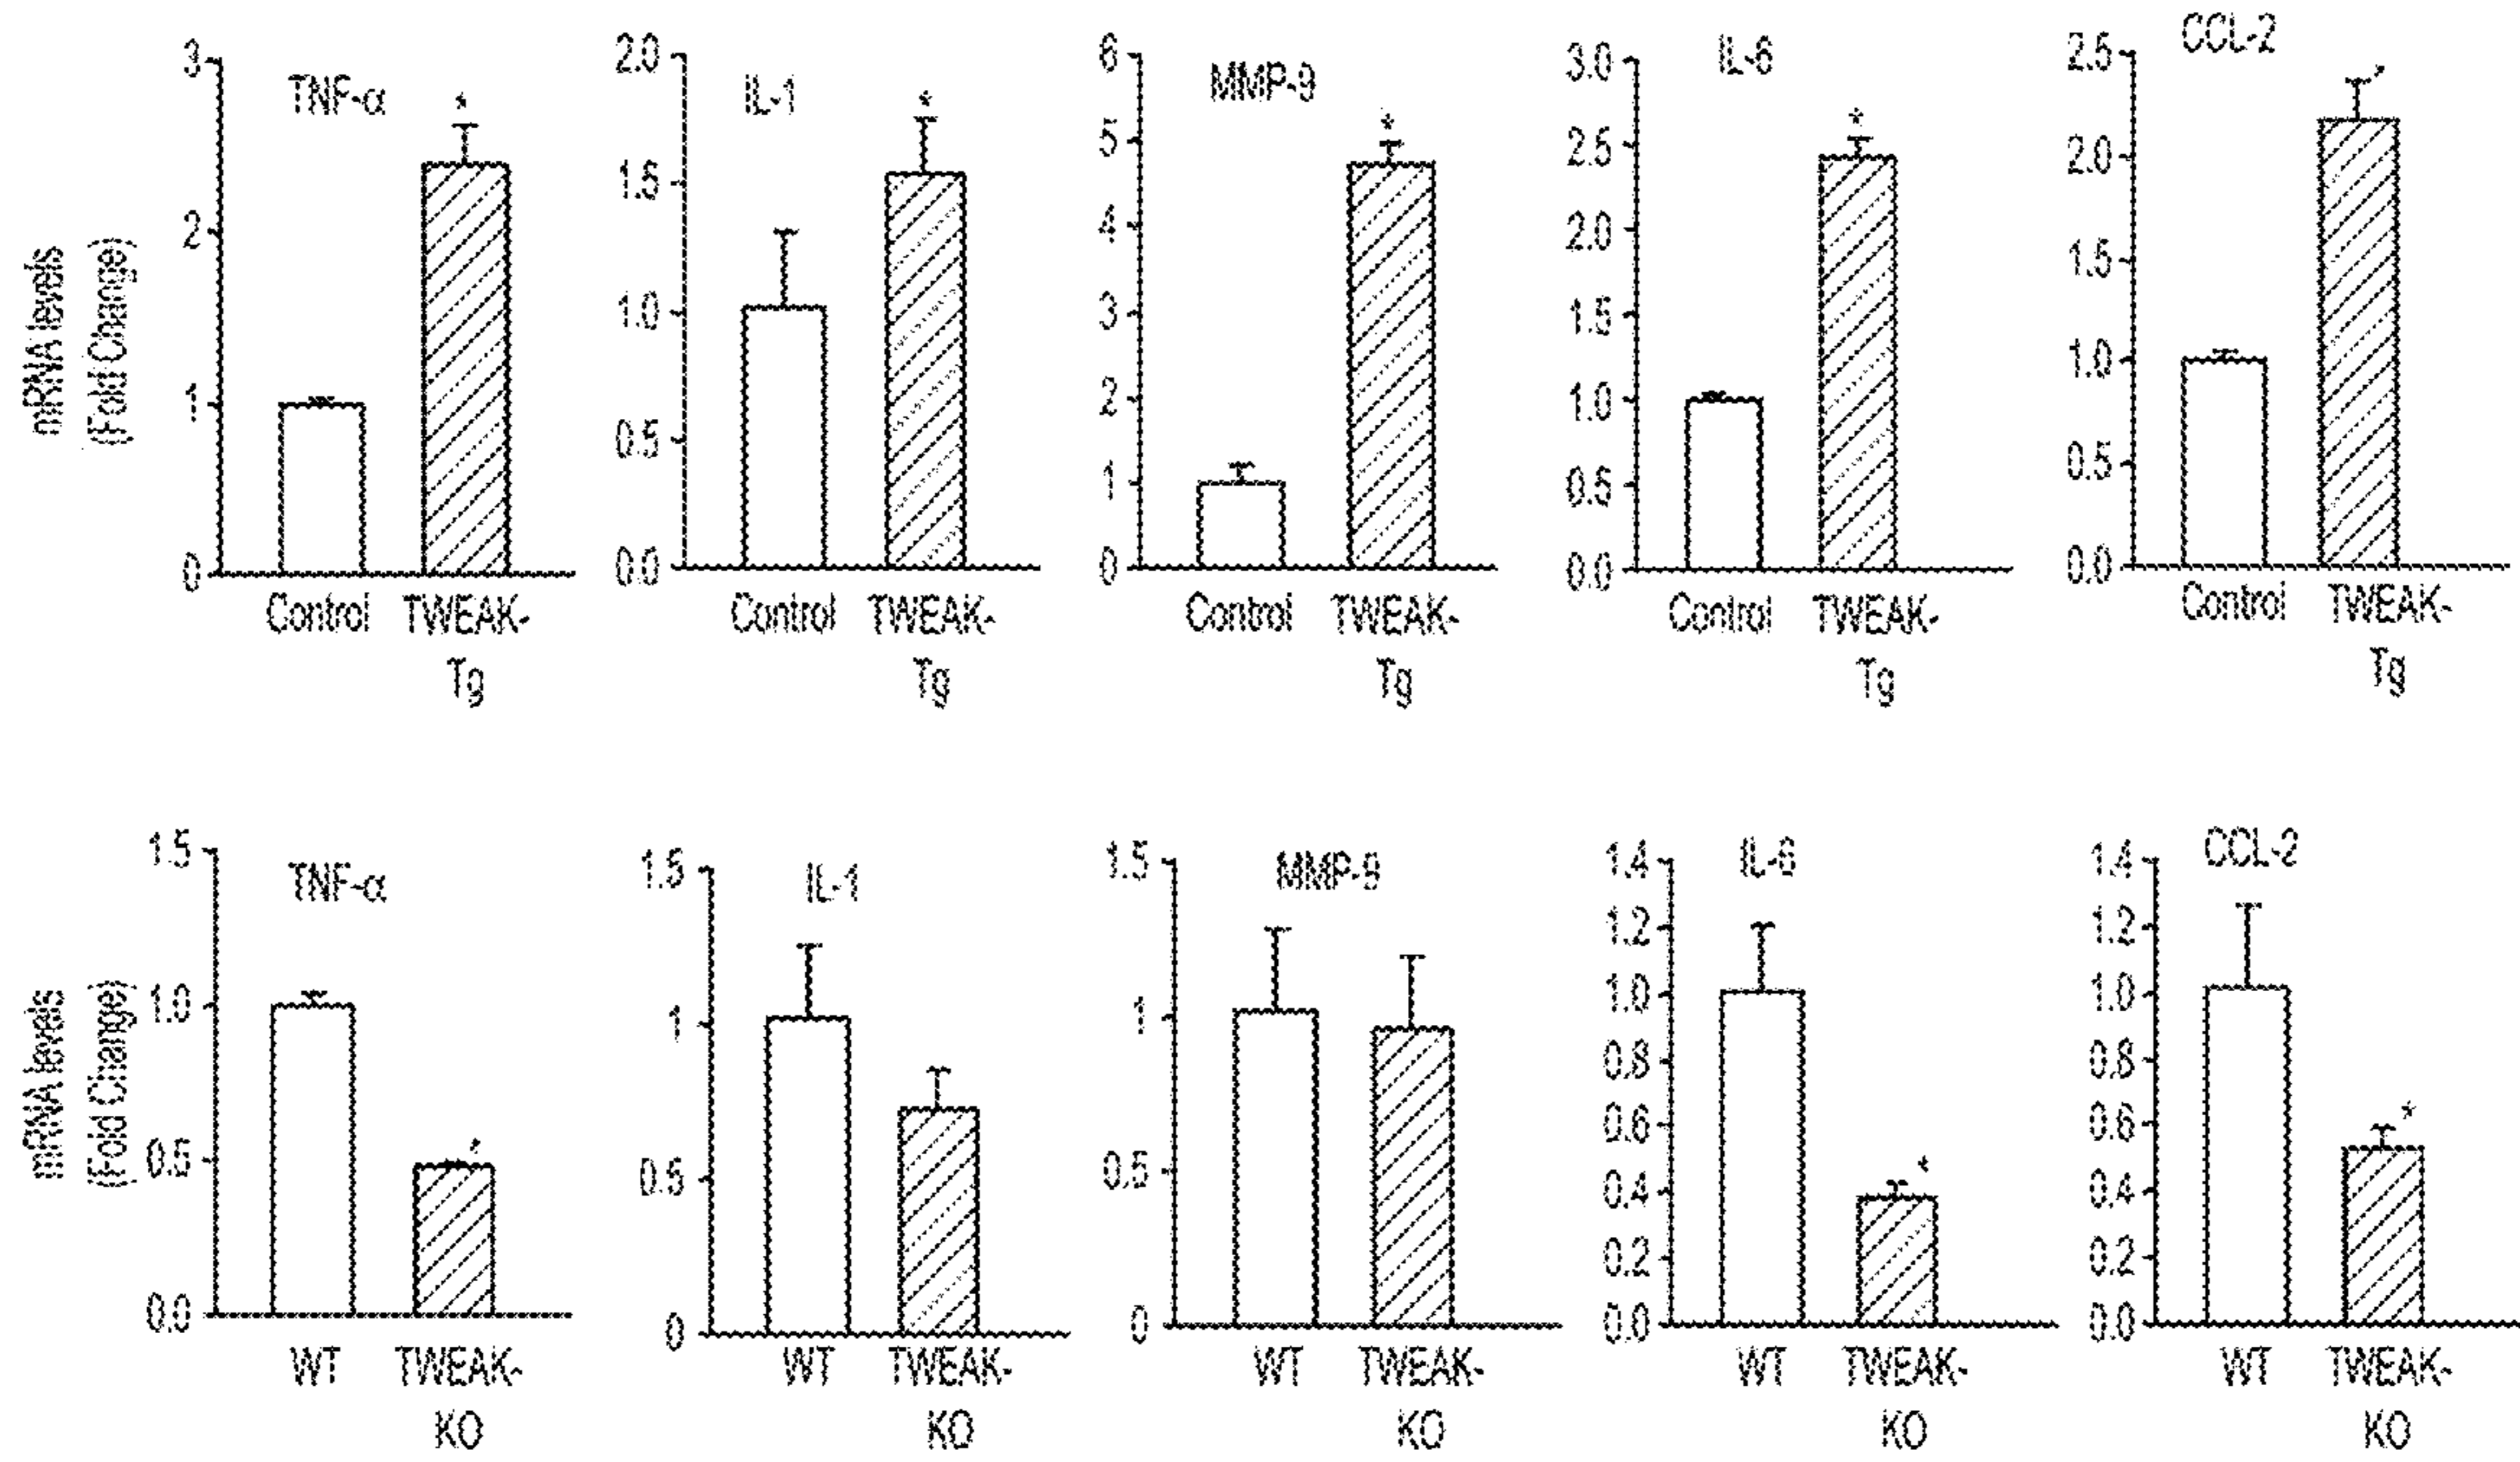 mRNA levels
(Fold Change)
TNF-α
3
2
1
0
*
Control TWEAK-
Tg
IL-1
2.0
1.5
1.0
0.5
0.0
*
Control TWEAK-
Tg
MMP-9
6
5
4
3
2
1
0
*
Control TWEAK-
Tg
IL-6
3.0
2.5
2.0
1.5
1.0
0.5
0.0
*
Control TWEAK-
Tg
CCL-2
2.5
2.0
1.5
1.0
0.5
0.0
*
Control TWEAK-
Tg
mRNA levels
(Fold Change)
TNF-α
1.5
1.0
0.5
0.0
*
WT TWEAK-
KO
IL-1
1.5
1
0.5
0
WT TWEAK-
KO
MMP-9
1.5
1
0.5
0
WT TWEAK-
KO
IL-6
1.4
1.2
1.0
0.8
0.6
0.4
0.2
0.0
*
WT TWEAK-
KO
CCL-2
1.4
1.2
1.0
0.8
0.6
0.4
0.2
0.0
*
WT TWEAK-
KO